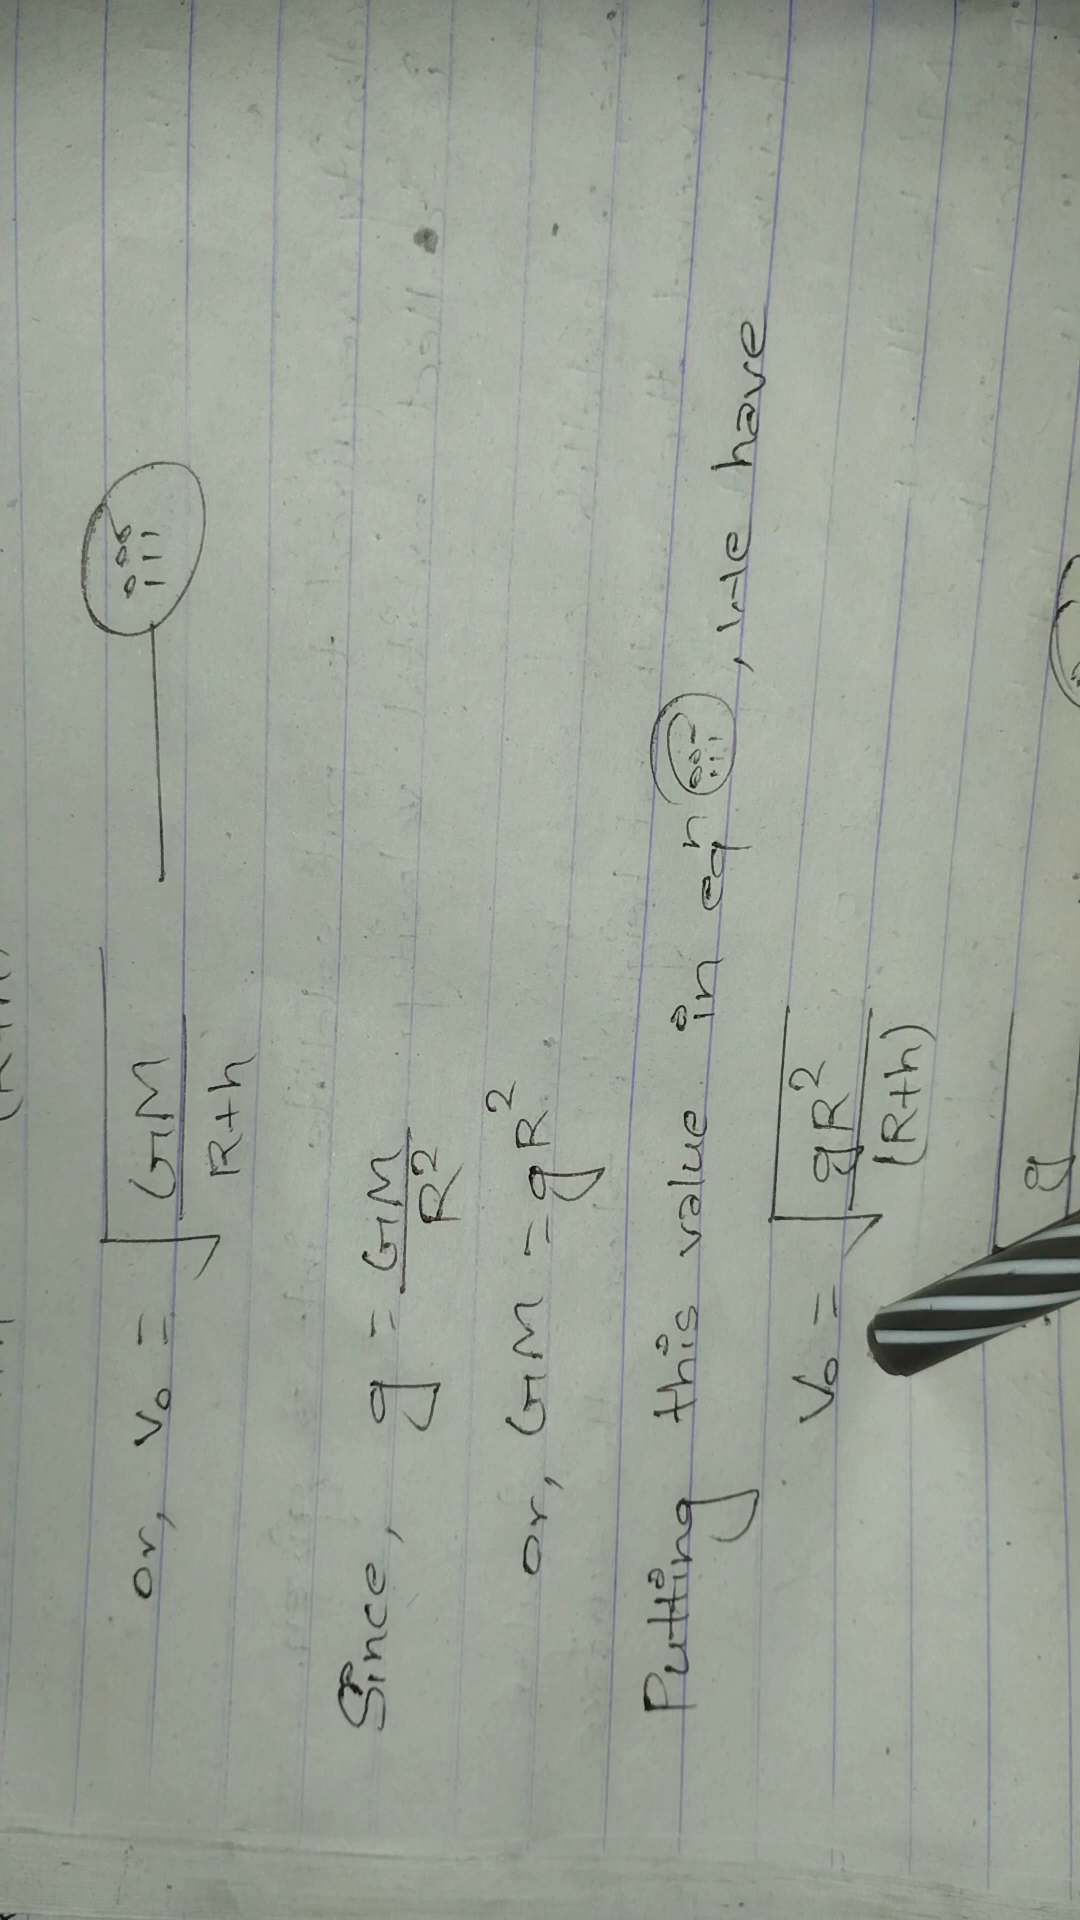 or, v₀ = √(GM/R+h) — (iii)
Since, g = GM/R²
or, GM = gR²
Putting this value in eqn (iii), we have
V₀ = √(gR²/(R+h))
g